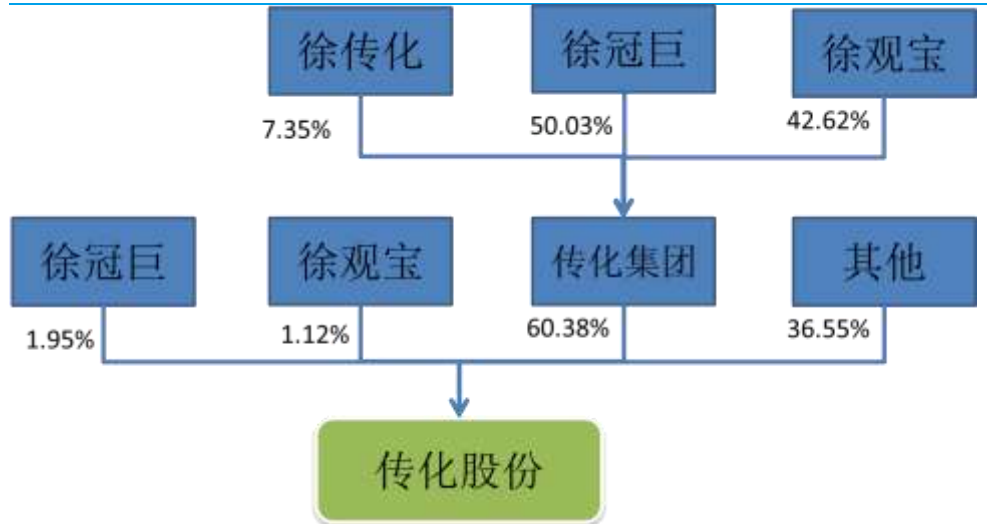 徐传化
徐冠巨
徐观宝
7.35%
50.03%
42.62%
徐冠巨
徐观宝
传化集团
其他
1.95%
1.12%
60.38%
36.55%
传化股份